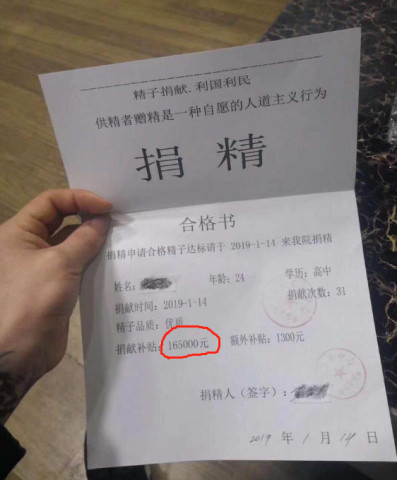 精子捐献、利国利民
供精者赠精是一种自愿的人道主义行为
捐 精
合格书
捐精申请合格精子达标请于 2019-1-14 来我院捐精
姓名: 年龄: 24 学历: 高中
捐献时间: 2019-1-14 捐献次数: 31
精子品质: 优质
捐献补贴: 165000元 额外补贴: 1300元
捐精人 (签字):
2019 年 1 月 14 日